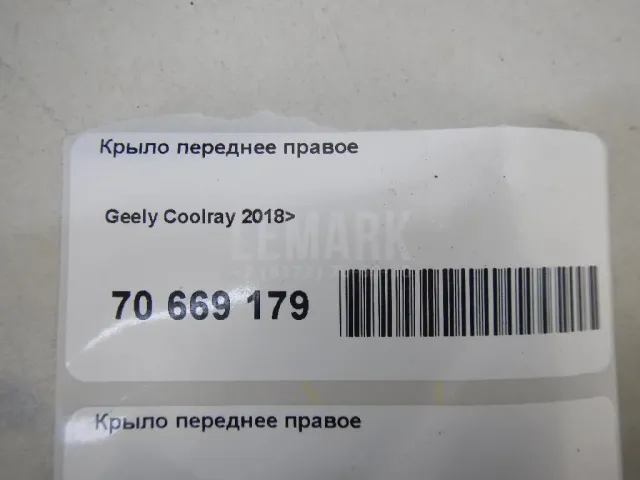 Крыло переднее правое
Geely Coolray 2018>
LEMARK
70 669 179
Крыло переднее правое